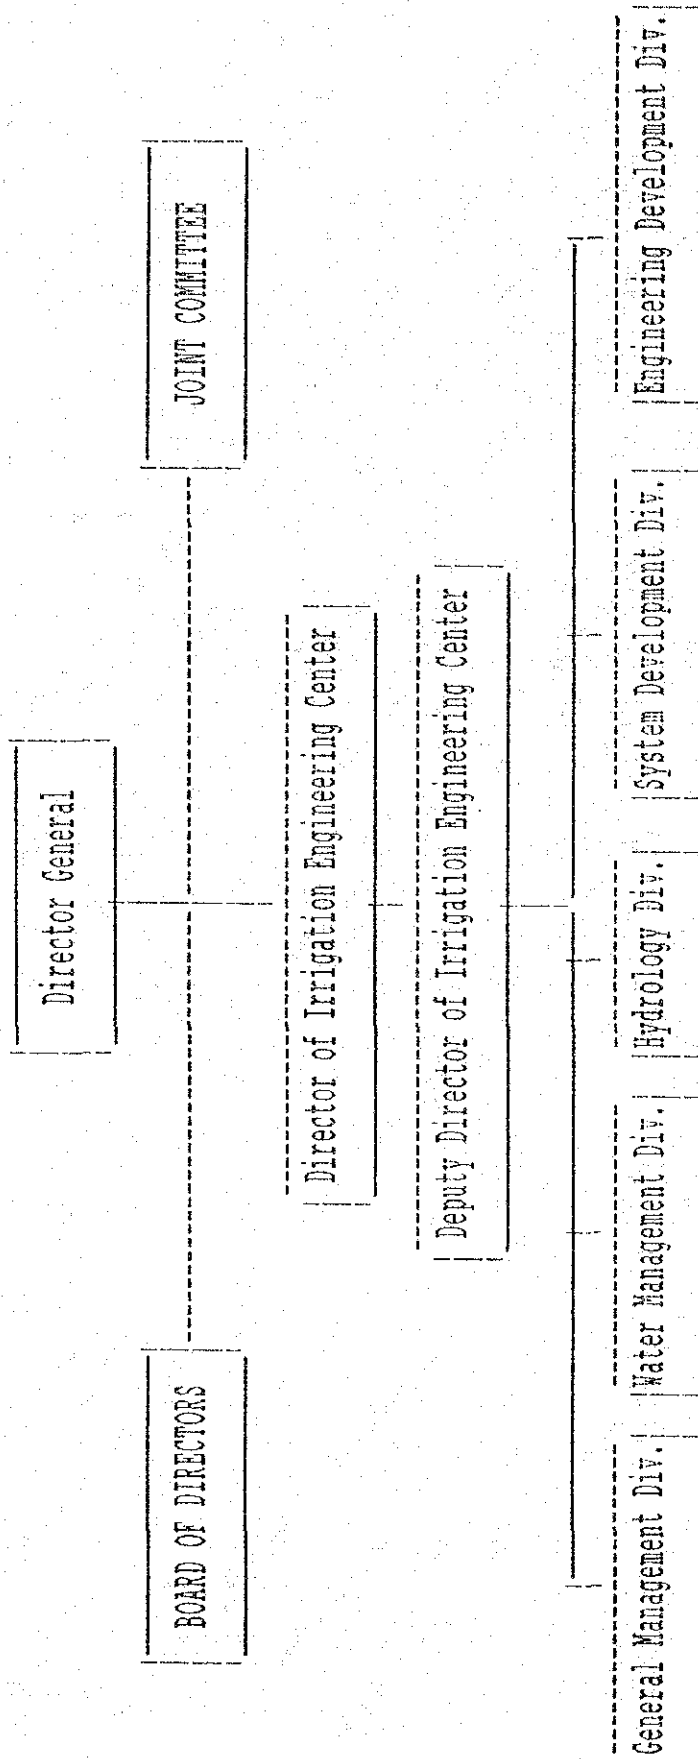 Director General
BOARD OF DIRECTORS
JOINT COMMITTEE
Director of Irrigation Engineering Center
Deputy Director of Irrigation Engineering Center
General Management Div.
Water Management Div.
Hydrology Div.
System Development Div.
Engineering Development Div.